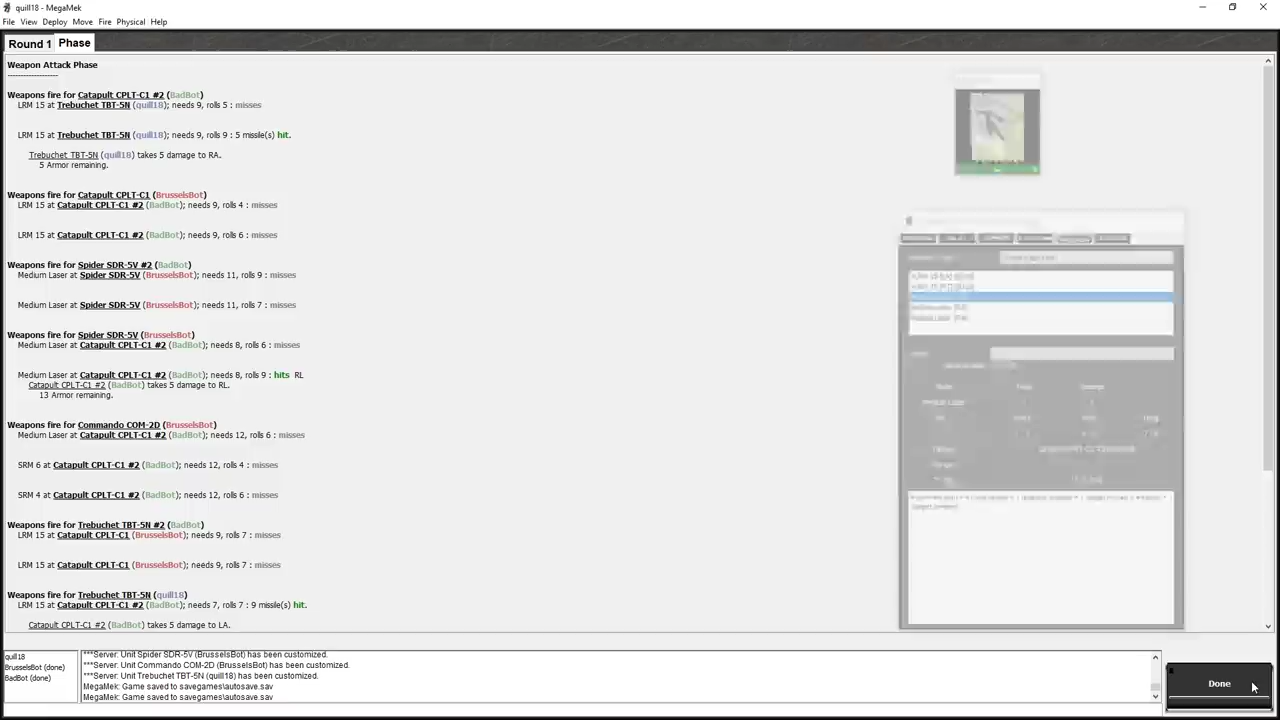 quill18 - MegaMek
File View Deploy Move Fire Physical Help
Round 1 Phase
Weapon Attack Phase
--------------------
Weapons fire for Catapult CPLT-C1 #2 (BadBot)
LRM 15 at Trebuchet TBT-5N (quill18); needs 9, rolls 5 : misses
LRM 15 at Trebuchet TBT-5N (quill18); needs 9, rolls 9 : 5 missile(s) hit.
Trebuchet TBT-5N (quill18) takes 5 damage to RA.
5 Armor remaining.
Weapons fire for Catapult CPLT-C1 (BrusselsBot)
LRM 15 at Catapult CPLT-C1 #2 (BadBot); needs 9, rolls 4 : misses
LRM 15 at Catapult CPLT-C1 #2 (BadBot); needs 9, rolls 6 : misses
Weapons fire for Spider SDR-5V #2 (BadBot)
Medium Laser at Spider SDR-5V (BrusselsBot); needs 11, rolls 9 : misses
Medium Laser at Spider SDR-5V (BrusselsBot); needs 11, rolls 7 : misses
Weapons fire for Spider SDR-5V (BrusselsBot)
Medium Laser at Catapult CPLT-C1 #2 (BadBot); needs 8, rolls 6 : misses
Medium Laser at Catapult CPLT-C1 #2 (BadBot); needs 8, rolls 9 : hits RL
Catapult CPLT-C1 #2 (BadBot) takes 5 damage to RL.
13 Armor remaining.
Weapons fire for Commando COM-2D (BrusselsBot)
Medium Laser at Catapult CPLT-C1 #2 (BadBot); needs 12, rolls 6 : misses
SRM 6 at Catapult CPLT-C1 #2 (BadBot); needs 12, rolls 4 : misses
SRM 4 at Catapult CPLT-C1 #2 (BadBot); needs 12, rolls 6 : misses
Weapons fire for Trebuchet TBT-5N #2 (BadBot)
LRM 15 at Catapult CPLT-C1 (BrusselsBot); needs 9, rolls 7 : misses
LRM 15 at Catapult CPLT-C1 (BrusselsBot); needs 9, rolls 7 : misses
Weapons fire for Trebuchet TBT-5N (quill18)
LRM 15 at Catapult CPLT-C1 #2 (BadBot); needs 7, rolls 7 : 9 missile(s) hit.
Catapult CPLT-C1 #2 (BadBot) takes 5 damage to LA.
quill18
BrusselsBot (done)
BadBot (done)
***Server: Unit Spider SDR-5V (BrusselsBot) has been customized.
***Server: Unit Commando COM-2D (BrusselsBot) has been customized.
***Server: Unit Trebuchet TBT-5N (quill18) has been customized.
MegaMek: Game saved to savegames\autosave.sav
MegaMek: Game saved to savegames\autosave.sav
Done